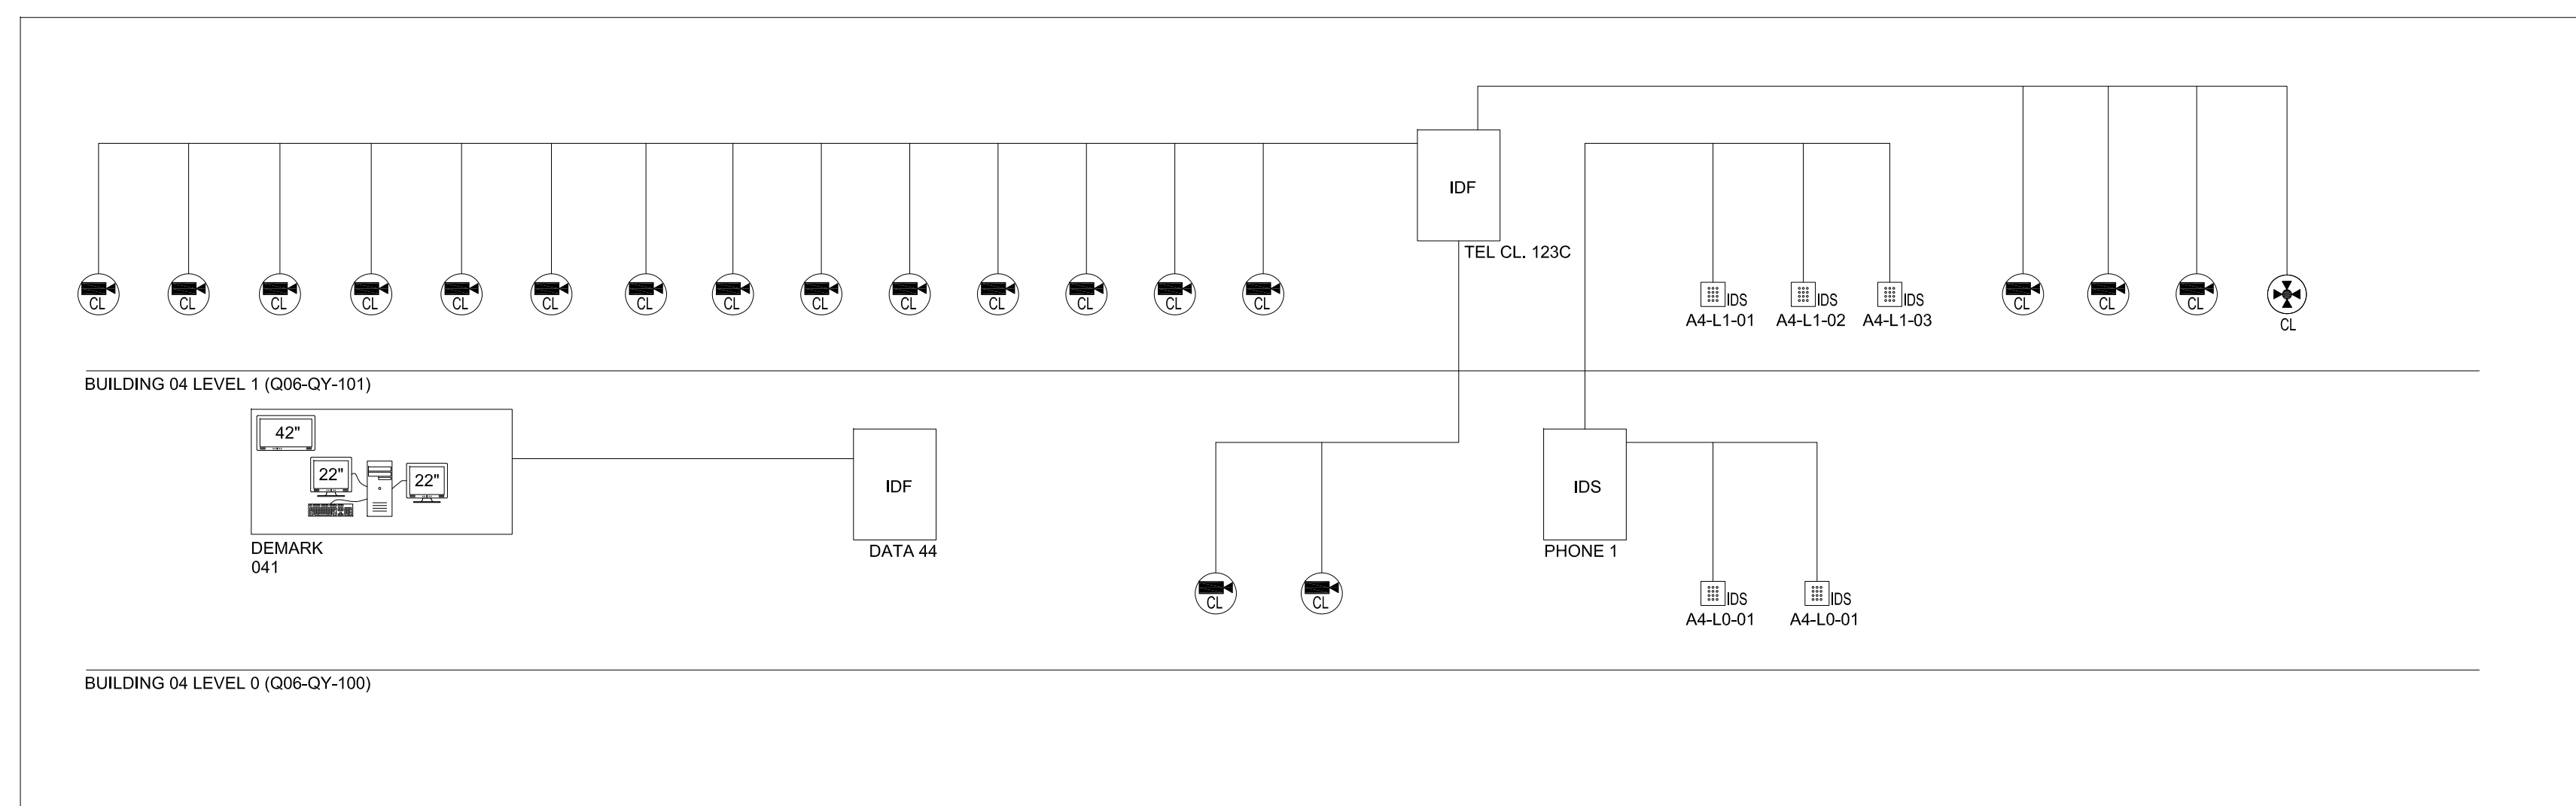 IDF
TEL CL. 123C
CL
CL
CL
CL
CL
CL
CL
CL
CL
CL
CL
CL
CL
CL
IDS
A4-L1-01
IDS
A4-L1-02
IDS
A4-L1-03
CL
CL
CL
CL
BUILDING 04 LEVEL 1 (Q06-QY-101)
42"
22"
22"
DEMARK
041
IDF
DATA 44
CL
CL
IDS
PHONE 1
IDS
A4-L0-01
IDS
A4-L0-01
BUILDING 04 LEVEL 0 (Q06-QY-100)